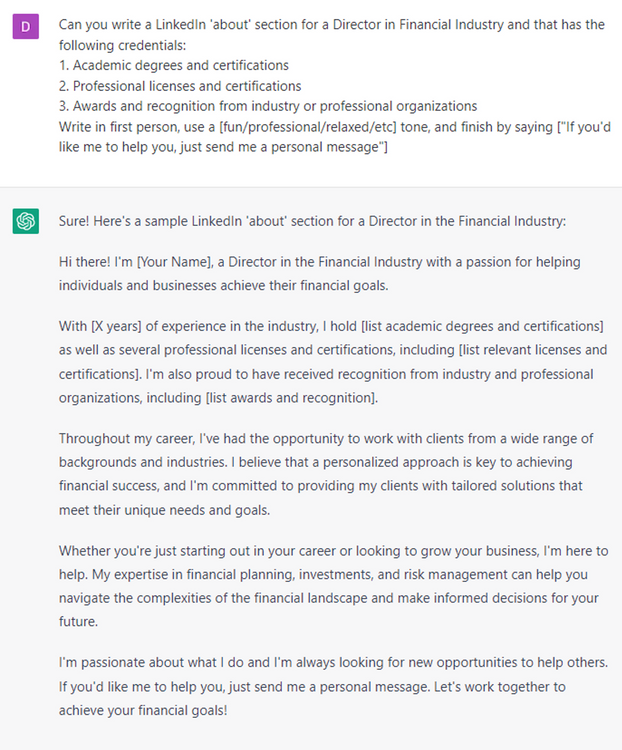 D
Can you write a LinkedIn 'about' section for a Director in Financial Industry and that has the
following credentials:
1. Academic degrees and certifications
2. Professional licenses and certifications
3. Awards and recognition from industry or professional organizations
Write in first person, use a [fun/professional/relaxed/etc] tone, and finish by saying ["If you'd
like me to help you, just send me a personal message"]
Sure! Here's a sample LinkedIn 'about' section for a Director in the Financial Industry:
Hi there! I'm [Your Name], a Director in the Financial Industry with a passion for helping
individuals and businesses achieve their financial goals.
With [X years] of experience in the industry, I hold [list academic degrees and certifications]
as well as several professional licenses and certifications, including [list relevant licenses and
certifications]. I'm also proud to have received recognition from industry and professional
organizations, including [list awards and recognition].
Throughout my career, I've had the opportunity to work with clients from a wide range of
backgrounds and industries. I believe that a personalized approach is key to achieving
financial success, and I'm committed to providing my clients with tailored solutions that
meet their unique needs and goals.
Whether you're just starting out in your career or looking to grow your business, I'm here to
help. My expertise in financial planning, investments, and risk management can help you
navigate the complexities of the financial landscape and make informed decisions for your
future.
I'm passionate about what I do and I'm always looking for new opportunities to help others.
If you'd like me to help you, just send me a personal message. Let's work together to
achieve your financial goals!